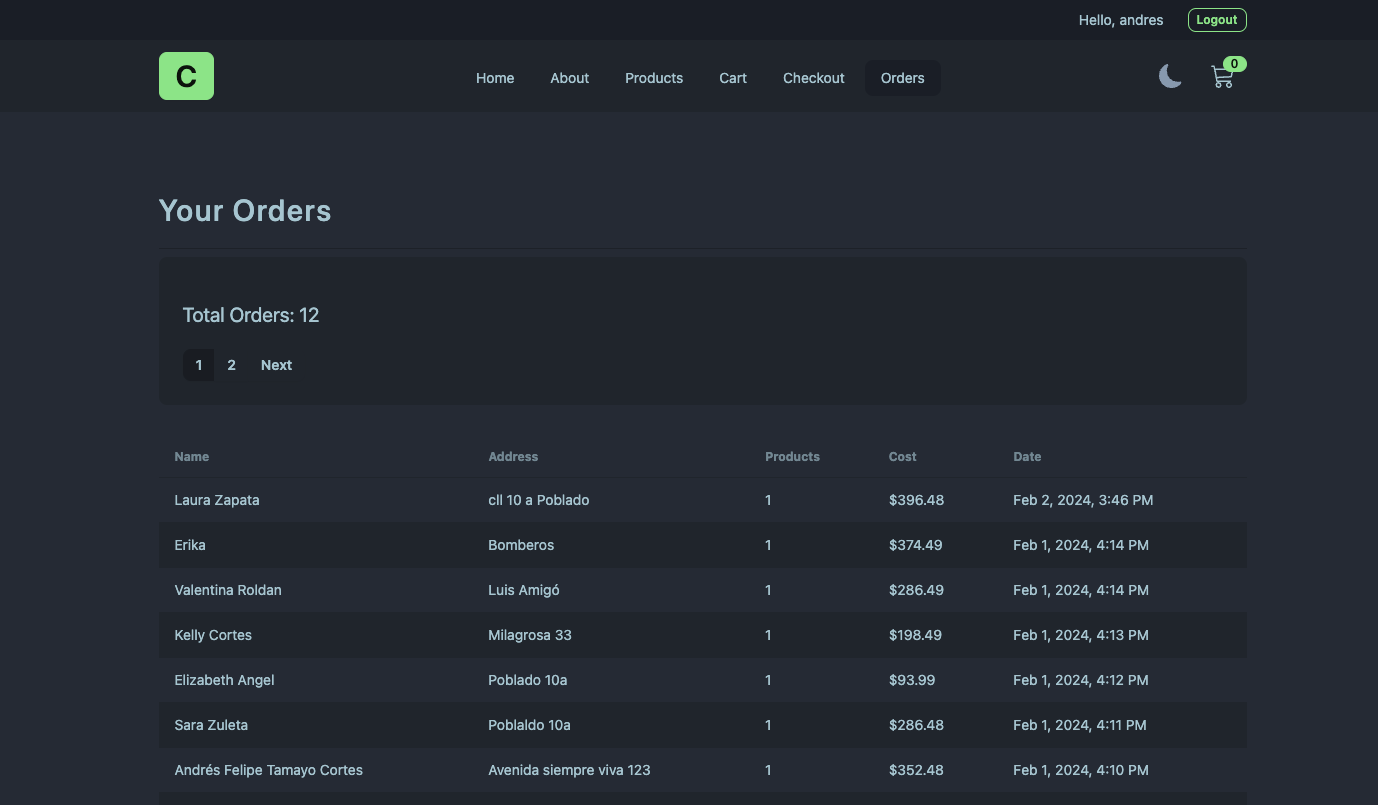 Hello, andres Logout
C Home About Products Cart Checkout Orders 0
Your Orders
Total Orders: 12
1 2 Next
Name Address Products Cost Date
Laura Zapata cll 10 a Poblado 1 $396.48 Feb 2, 2024, 3:46 PM
Erika Bomberos 1 $374.49 Feb 1, 2024, 4:14 PM
Valentina Roldan Luis Amigó 1 $286.49 Feb 1, 2024, 4:14 PM
Kelly Cortes Milagrosa 33 1 $198.49 Feb 1, 2024, 4:13 PM
Elizabeth Angel Poblado 10a 1 $93.99 Feb 1, 2024, 4:12 PM
Sara Zuleta Poblaldo 10a 1 $286.48 Feb 1, 2024, 4:11 PM
Andrés Felipe Tamayo Cortes Avenida siempre viva 123 1 $352.48 Feb 1, 2024, 4:10 PM